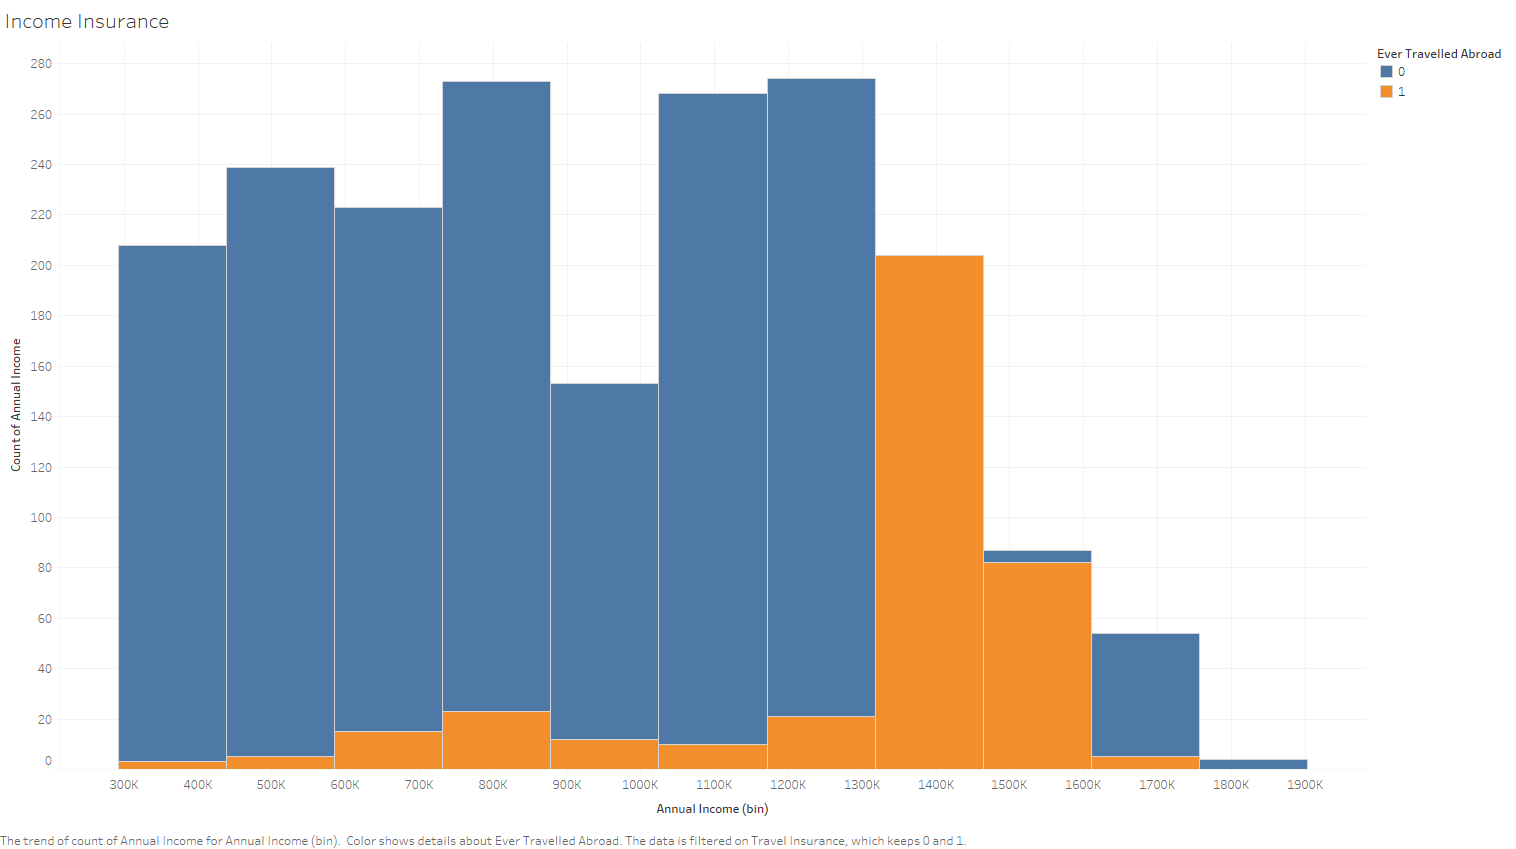 Income Insurance
Ever Travelled Abroad
0
1
280
260
240
220
200
180
160
140
120
100
80
60
40
20
0
Count of Annual Income
300K 400K 500K 600K 700K 800K 900K 1000K 1100K 1200K 1300K 1400K 1500K 1600K 1700K 1800K 1900K
Annual Income (bin)
The trend of count of Annual Income for Annual Income (bin).  Color shows details about Ever Travelled Abroad. The data is filtered on Travel Insurance, which keeps 0 and 1.